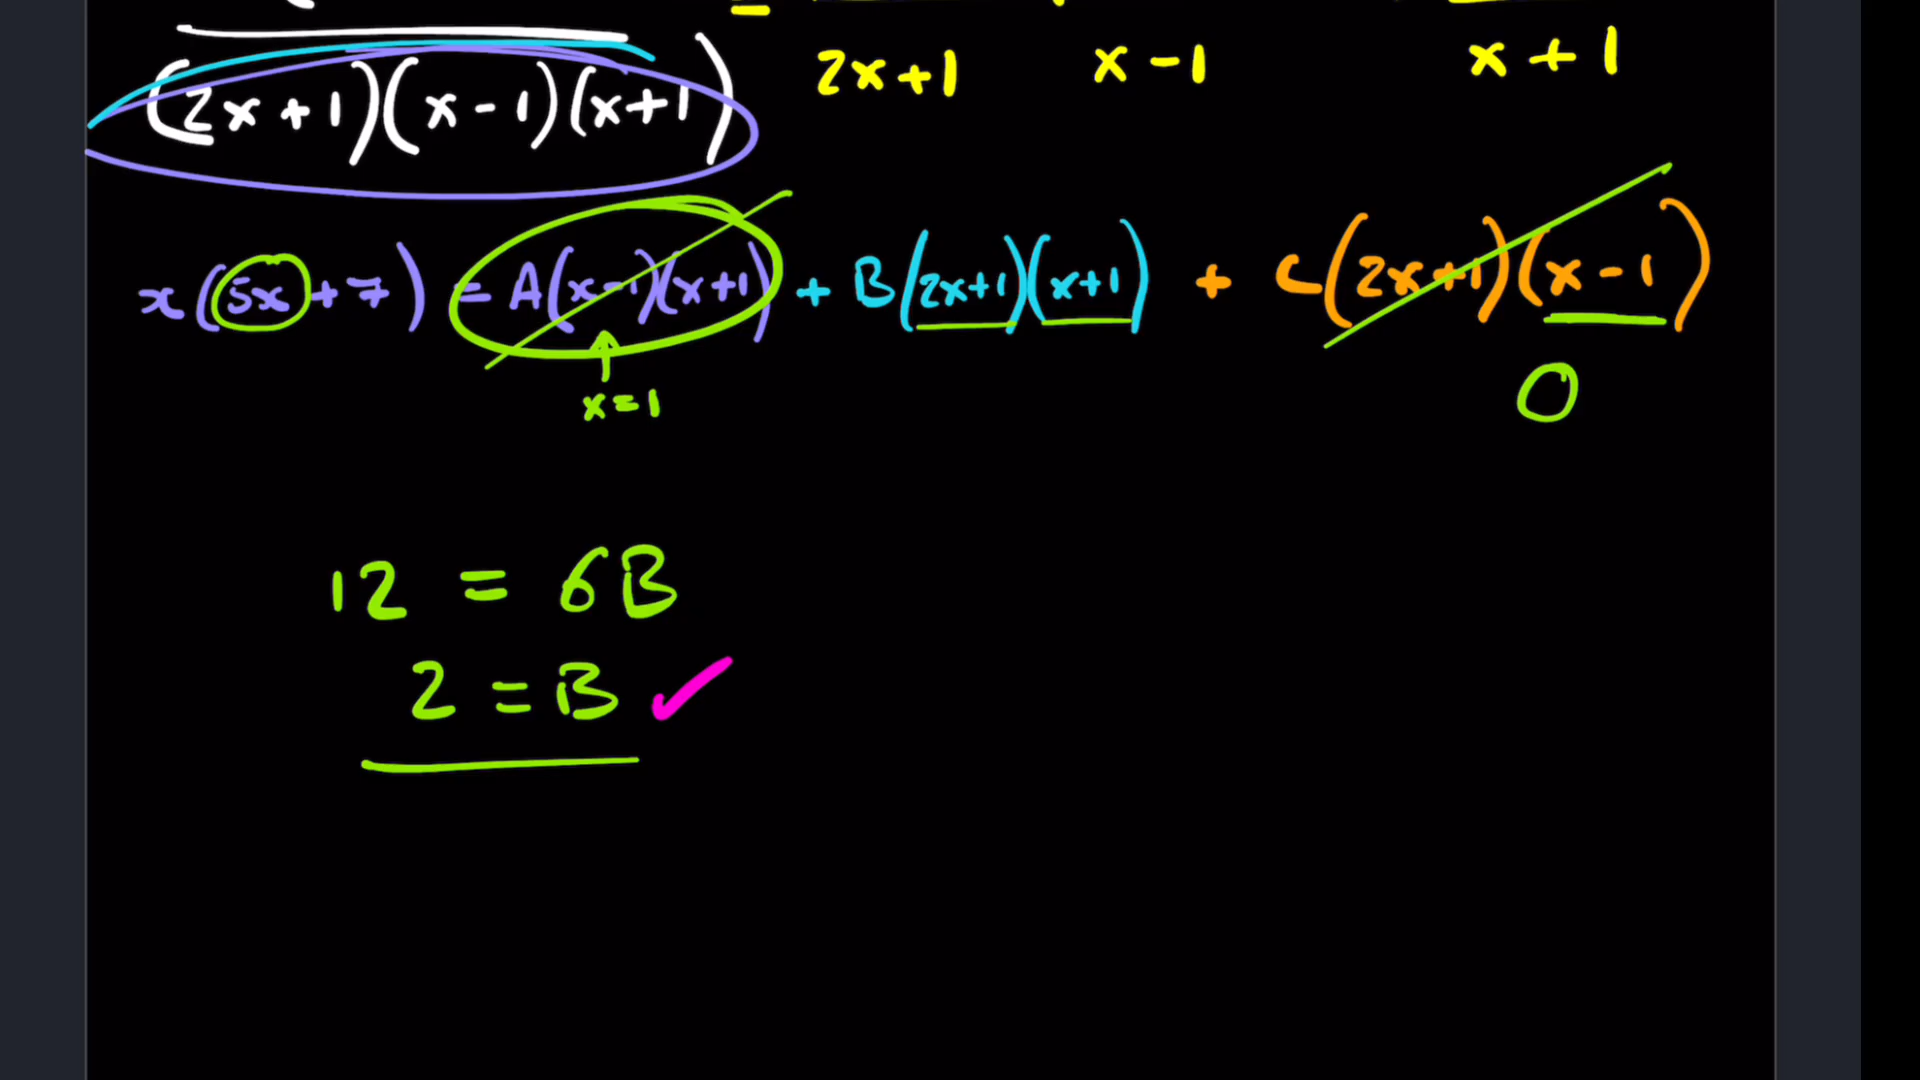 =
(2x+1)(x-1)(x+1) 2x+1 x-1 x+1
x(5x+7) = A(x-1)(x+1) + B(2x+1)(x+1) + C(2x+1)(x-1)
x=1 0
12 = 6B
2 = B ✓